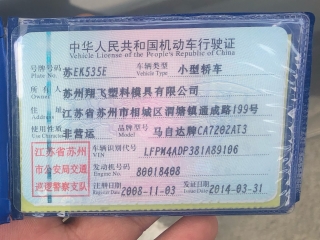 中华人民共和国机动车行驶证
Vehicle License of the People's Republic of China
号牌号码 苏EK535E 车辆类型 小型轿车
Plate No. Vehicle Type
所有人 苏州翔飞塑料模具有限公司
Owner
住址 江苏省苏州市相城区渭塘镇通成路199号
Address
使用性质 非营运 品牌型号 马自达牌CA7202AT3
Use Character Model
江苏省苏州 车辆识别代号 LFPM4ADP381A89106
市公安局交通 VIN
巡逻警察支队 发动机号码 80018408
Engine No.
注册日期 2008-11-03 发证日期 2014-03-31
Register Date Issue Date